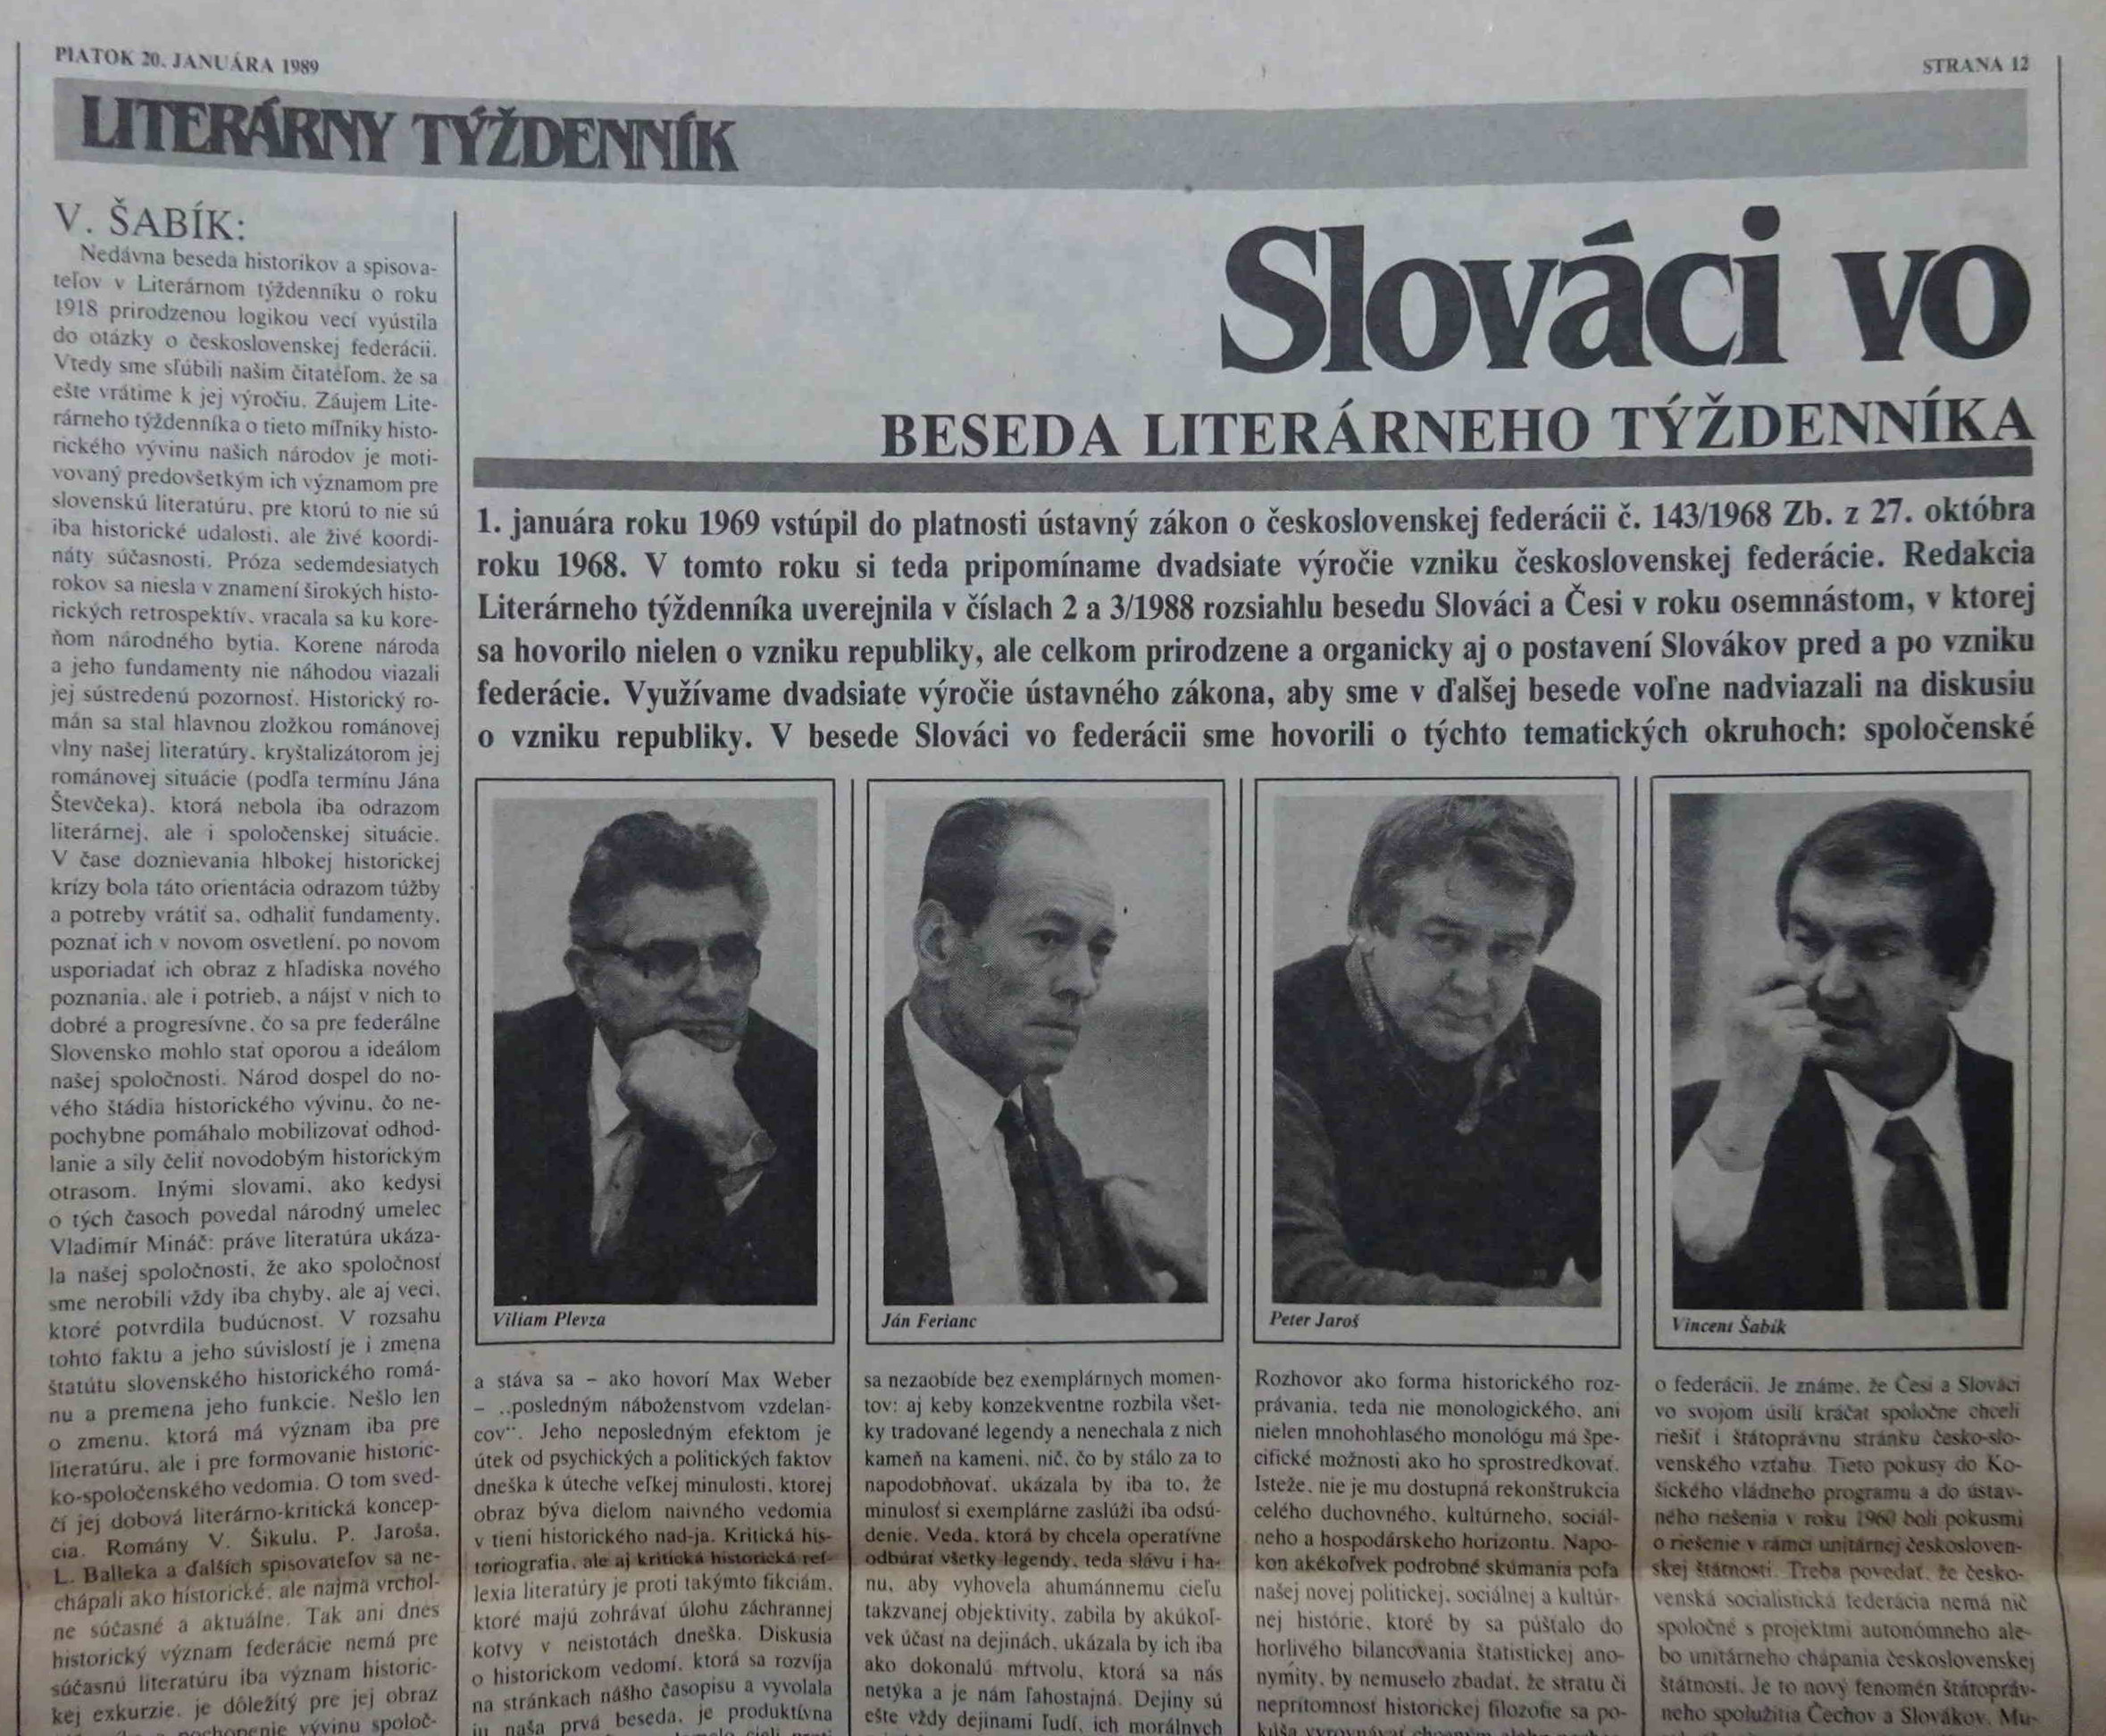 PIATOK 20. JANUÁRA 1989
STRANA 12
LITERÁRNY TÝŽDENNÍK
V. ŠABÍK:
Nedávna beseda historikov a spisova-
teľov v Literárnom týždenníku o roku
1918 prirodzenou logikou vecí vyústila
do otázky o československej federácii.
Vtedy sme sľúbili našim čitateľom, že sa
ešte vrátime k jej výročiu. Záujem Lite-
rárneho týždenníka o tieto míľniky histo-
rického vývinu našich národov je moti-
vovaný predovšetkým ich významom pre
slovenskú literatúru, pre ktorú to nie sú
iba historické udalosti, ale živé koordi-
náty súčasnosti. Próza sedemdesiatych
rokov sa niesla v znamení širokých histo-
rických retrospektív, vracala sa ku kore-
ňom národného bytia. Korene národa
a jeho fundamenty nie náhodou viazali
jej sústredenú pozornosť. Historický ro-
mán sa stal hlavnou zložkou románovej
vlny našej literatúry, kryštalizátorom jej
románovej situácie (podľa termínu Jána
Števčeka), ktorá nebola iba odrazom
literárnej, ale i spoločenskej situácie.
V čase doznievania hlbokej historickej
krízy bola táto orientácia odrazom túžby
a potreby vrátiť sa, odhaliť fundamenty,
poznať ich v novom osvetlení, po novom
usporiadať ich obraz z hľadiska nového
poznania, ale i potrieb, a nájsť v nich to
dobré a progresívne, čo sa pre federálne
Slovensko mohlo stať oporou a ideálom
našej spoločnosti. Národ dospel do no-
vého štádia historického vývinu, čo ne-
pochybne pomáhalo mobilizovať odhod-
lanie a sily čeliť novodobým historickým
otrasom. Inými slovami, ako kedysi
o tých časoch povedal národný umelec
Vladimír Mináč: práve literatúra ukáza-
la našej spoločnosti, že ako spoločnosť
sme nerobili vždy iba chyby, ale aj veci,
ktoré potvrdila budúcnosť. V rozsahu
tohto faktu a jeho súvislostí je i zmena
štatútu slovenského historického romá-
nu a premena jeho funkcie. Nešlo len
o zmenu, ktorá má význam iba pre
literatúru, ale i pre formovanie historic-
ko-spoločenského vedomia. O tom sved-
čí jej dobová literárno-kritická koncep-
cia. Romány V. Šikulu, P. Jaroša,
L. Balleka a ďalších spisovateľov sa ne-
chápali ako historické, ale najmä vrchol-
ne súčasné a aktuálne. Tak ani dnes
historický význam federácie nemá pre
súčasnú literatúru iba význam historic-
kej exkurzie, je dôležitý pre jej obraz
pochopenie vývinu spoloč-
Slováci vo
BESEDA LITERÁRNEHO TÝŽDENNÍKA
1. januára roku 1969 vstúpil do platnosti ústavný zákon o československej federácii č. 143/1968 Zb. z 27. októbra
roku 1968. V tomto roku si teda pripomíname dvadsiate výročie vzniku československej federácie. Redakcia
Literárneho týždenníka uverejnila v číslach 2 a 3/1988 rozsiahlu besedu Slováci a Česi v roku osemnástom, v ktorej
sa hovorilo nielen o vzniku republiky, ale celkom prirodzene a organicky aj o postavení Slovákov pred a po vzniku
federácie. Využívame dvadsiate výročie ústavného zákona, aby sme v ďalšej besede voľne nadviazali na diskusiu
o vzniku republiky. V besede Slováci vo federácii sme hovorili o týchto tematických okruhoch: spoločenské
Viliam Plevza
Ján Ferianc
Peter Jaroš
Vincent Šabík
a stáva sa – ako hovorí Max Weber
– „posledným náboženstvom vzdelan-
cov“. Jeho neposledným efektom je
útek od psychických a politických faktov
dneška k úteche veľkej minulosti, ktorej
obraz býva dielom naivného vedomia
v tieni historického nad-ja. Kritická his-
toriografia, ale aj kritická historická ref-
lexia literatúry je proti takýmto fikciám,
ktoré majú zohrávať úlohu záchrannej
kotvy v neistotách dneška. Diskusia
o historickom vedomí, ktorá sa rozvíja
na stránkach nášho časopisu a vyvolala
ju naša prvá beseda, je produktívna
sa nezaobíde bez exemplárnych momen-
tov: aj keby konzekventne rozbila všet-
ky tradované legendy a nenechala z nich
kameň na kameni, nič, čo by stálo za to
napodobňovať, ukázala by iba to, že
minulosť si exemplárne zaslúži iba odsú-
denie. Veda, ktorá by chcela operatívne
odbúrať všetky legendy, teda slávu i ha-
nu, aby vyhovela ahumánnemu cieľu
takzvanej objektivity, zabila by akúkoľ-
vek účasť na dejinách, ukázala by ich iba
ako dokonalú mŕtvolu, ktorá sa nás
netýka a je nám ľahostajná. Dejiny sú
ešte vždy dejinami ľudí, ich morálnych
Rozhovor ako forma historického roz-
právania, teda nie monologického, ani
nielen mnohohlasého monológu má špe-
cifické možnosti ako ho sprostredkovať.
Isteže, nie je mu dostupná rekonštrukcia
celého duchovného, kultúrneho, sociál-
neho a hospodárskeho horizontu. Napo-
kon akékoľvek podrobné skúmania poľa
našej novej politickej, sociálnej a kultúr-
nej histórie, ktoré by sa púšťalo do
horlivého bilancovania štatistickej ano-
nymity, by nemuselo zbadať, že stratu či
neprítomnosť historickej filozofie sa po-
kúša vyrovnávať
o federácii. Je známe, že Česi a Slováci
vo svojom úsilí kráčať spoločne chceli
riešiť i štátoprávnu stránku česko-slo-
venského vzťahu. Tieto pokusy do Ko-
šického vládneho programu a do ústav-
ného riešenia v roku 1960 boli pokusmi
o riešenie v rámci unitárnej českosloven-
skej štátnosti. Treba povedať, že česko-
venská socialistická federácia nemá nič
spoločné s projektmi autonómneho ale-
bo unitárneho chápania československej
štátnosti. Je to nový fenomén štátopráv-
neho spolužitia Čechov a Slovákov. Mu-